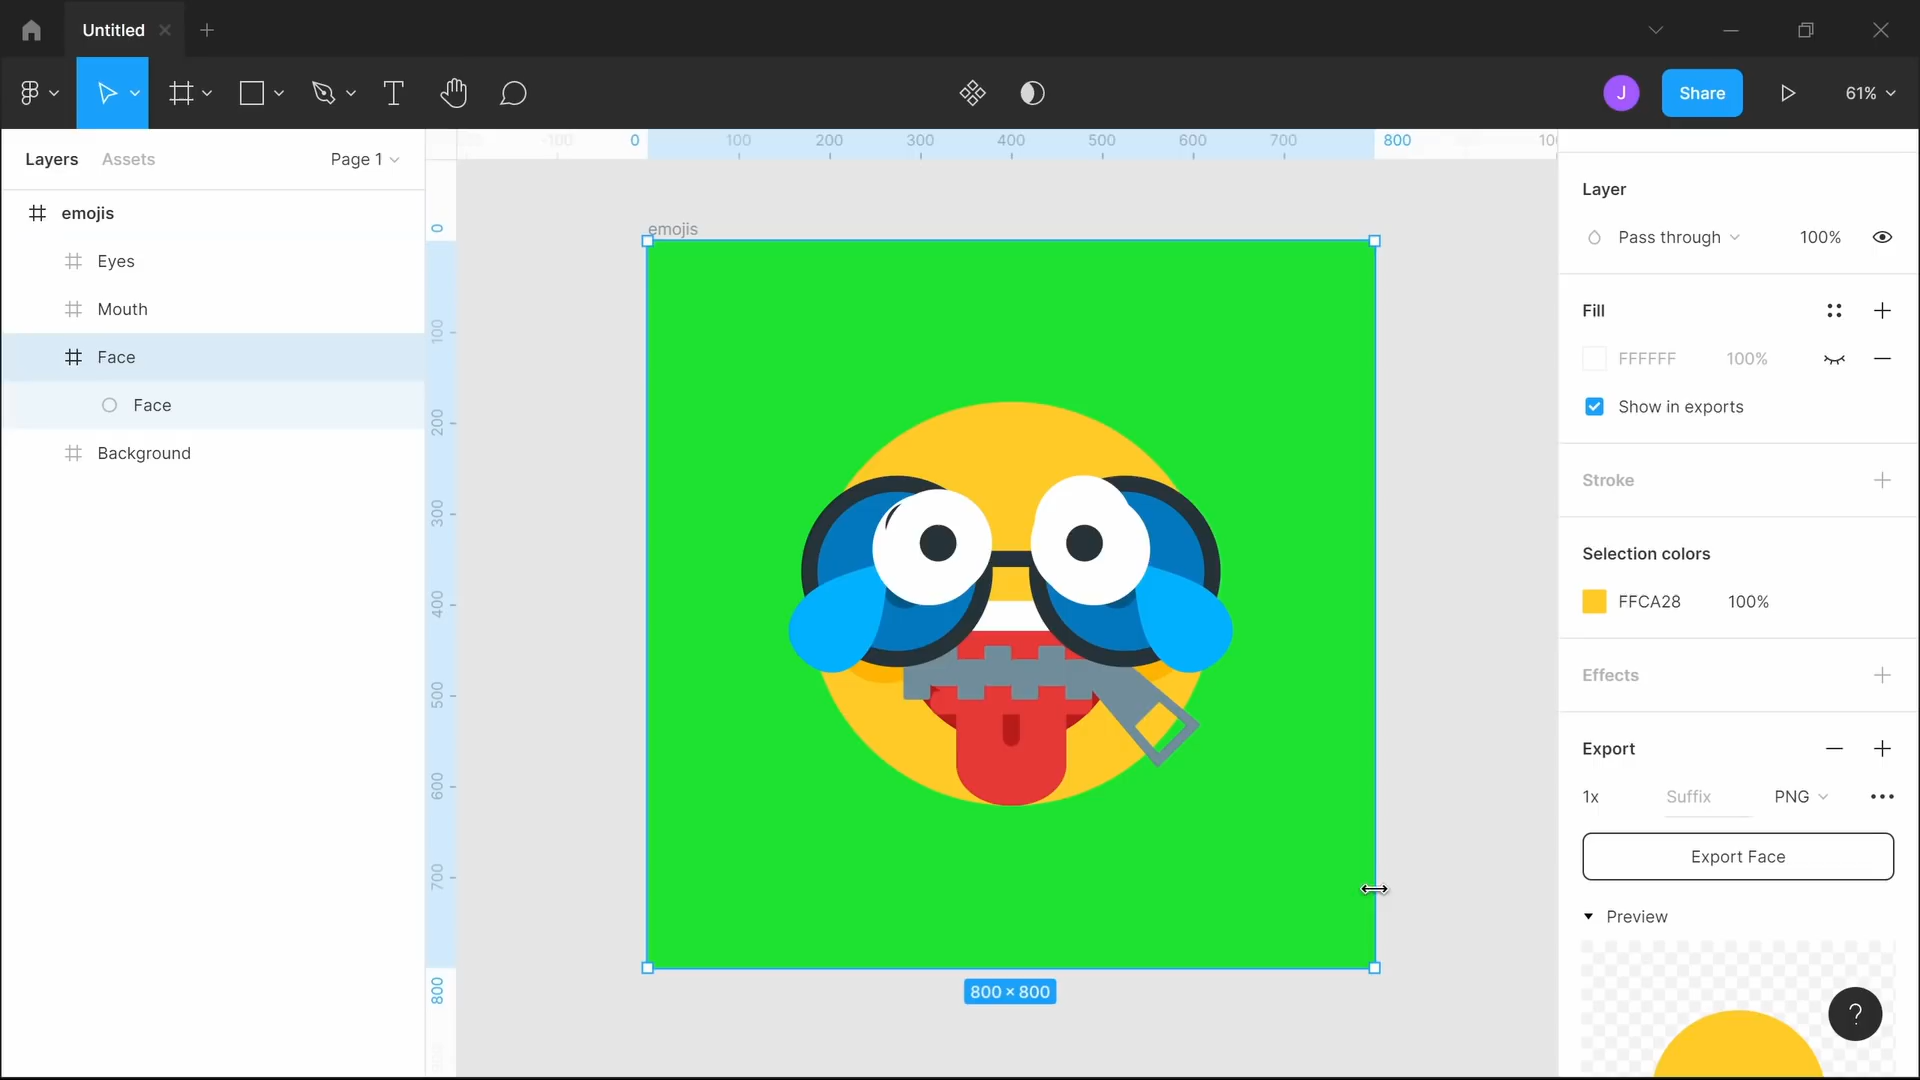 Untitled
J
Share
61%
Layers
Assets
Page 1
-100
0
100
200
300
400
500
600
700
800
emojis
Eyes
Mouth
Face
Face
Background
0
100
200
300
400
500
600
700
800
emojis
800 × 800
Layer
Pass through
100%
Fill
FFFFFF
100%
Show in exports
Stroke
Selection colors
FFCA28
100%
Effects
Export
1x
Suffix
PNG
Export Face
Preview
?